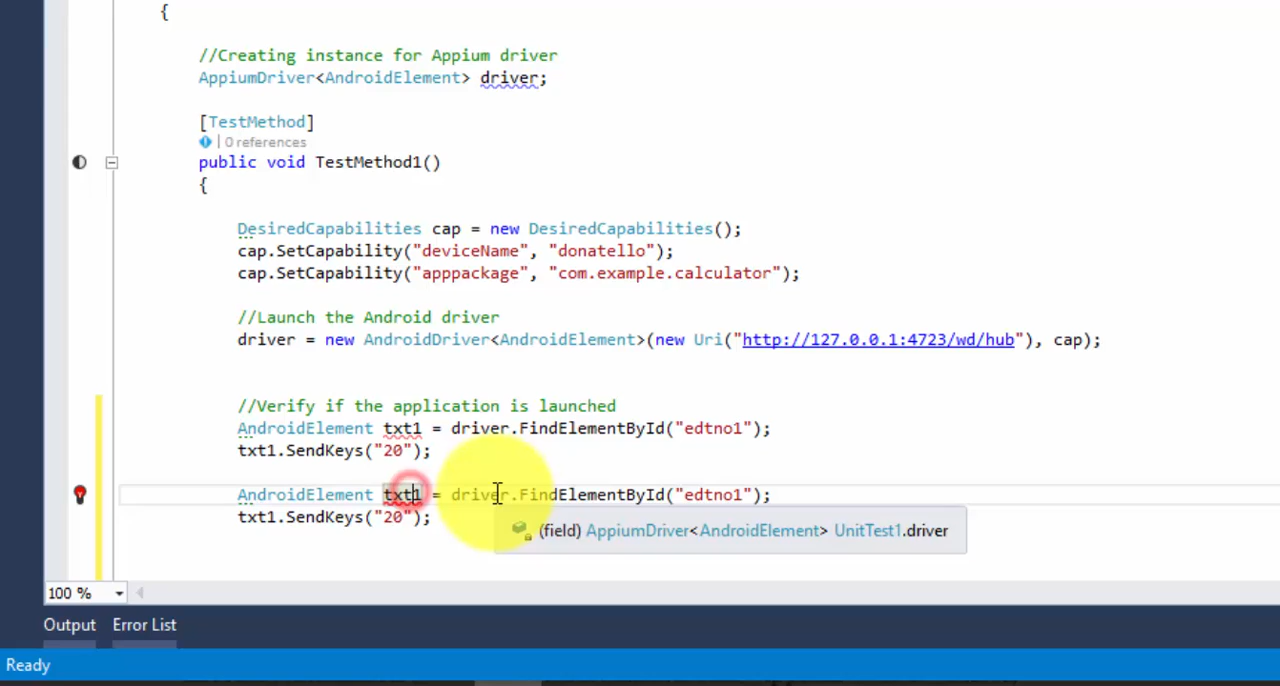 {
//Creating instance for Appium driver
AppiumDriver<AndroidElement> driver;
[TestMethod]
| 0 references
public void TestMethod1()
{
DesiredCapabilities cap = new DesiredCapabilities();
cap.SetCapability("deviceName", "donatello");
cap.SetCapability("apppackage", "com.example.calculator");
//Launch the Android driver
driver = new AndroidDriver<AndroidElement>(new Uri("http://127.0.0.1:4723/wd/hub"), cap);
//Verify if the application is launched
AndroidElement txt1 = driver.FindElementById("edtno1");
txt1.SendKeys("20");
AndroidElement txt1 = driver.FindElementById("edtno1");
txt1.SendKeys("20");
(field) AppiumDriver<AndroidElement> UnitTest1.driver
100 %
Output Error List
Ready